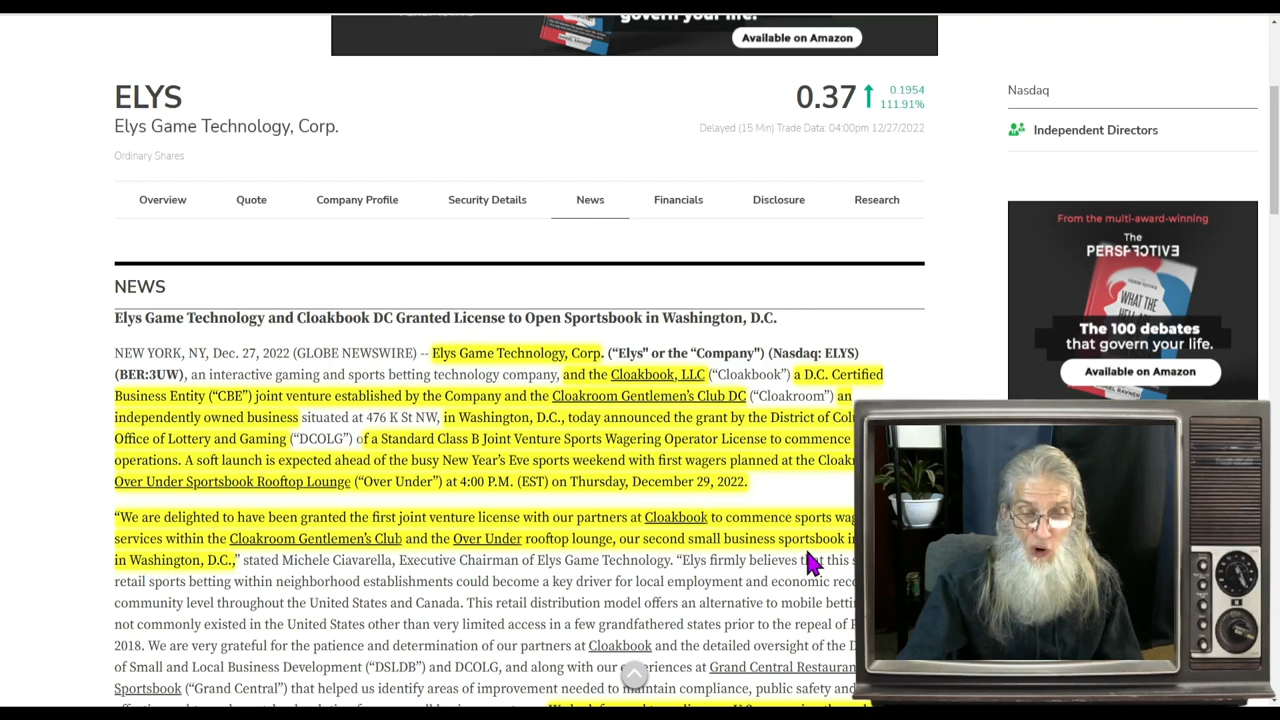 govern your life.
Available on Amazon
ELYS
0.37
0.1954
111.91%
Elys Game Technology, Corp.
Delayed (15 Min) Trade Data: 04:00pm 12/27/2022
Ordinary Shares
Nasdaq
Independent Directors
Overview
Quote
Company Profile
Security Details
News
Financials
Disclosure
Research
From the multi-award-winning
The
PERSPECTIVE
WHAT THE
The 100 debates
that govern your life.
Available on Amazon
NEWS
Elys Game Technology and Cloakbook DC Granted License to Open Sportsbook in Washington, D.C.
NEW YORK, NY, Dec. 27, 2022 (GLOBE NEWSWIRE) -- Elys Game Technology, Corp. (“Elys" or the “Company”) (Nasdaq: ELYS)
(BER:3UW), an interactive gaming and sports betting technology company, and the Cloakbook, LLC (“Cloakbook”) a D.C. Certified
Business Entity (“CBE”) joint venture established by the Company and the Cloakroom Gentlemen’s Club DC (“Cloakroom”) an
independently owned business situated at 476 K St NW, in Washington, D.C., today announced the grant by the District of
Office of Lottery and Gaming (“DCOLG”) of a Standard Class B Joint Venture Sports Wagering Operator License to commence
operations. A soft launch is expected ahead of the busy New Year’s Eve sports weekend with first wagers planned at the
Over Under Sportsbook Rooftop Lounge (“Over Under”) at 4:00 P.M. (EST) on Thursday, December 29, 2022.
“We are delighted to have been granted the first joint venture license with our partners at Cloakbook to commence sports
services within the Cloakroom Gentlemen’s Club and the Over Under rooftop lounge, our second small business sportsbook
in Washington, D.C.,” stated Michele Ciavarella, Executive Chairman of Elys Game Technology. “Elys firmly believes that this
retail sports betting within neighborhood establishments could become a key driver for local employment and economic
community level throughout the United States and Canada. This retail distribution model offers an alternative to mobile
not commonly existed in the United States other than very limited access in a few grandfathered states prior to the repeal of
2018. We are very grateful for the patience and determination of our partners at Cloakbook and the detailed oversight of the
of Small and Local Business Development (“DSLDB”) and DCOLG, and along with our experiences at Grand Central
Sportsbook (“Grand Central”) that helped us identify areas of improvement needed to maintain compliance, public safety and